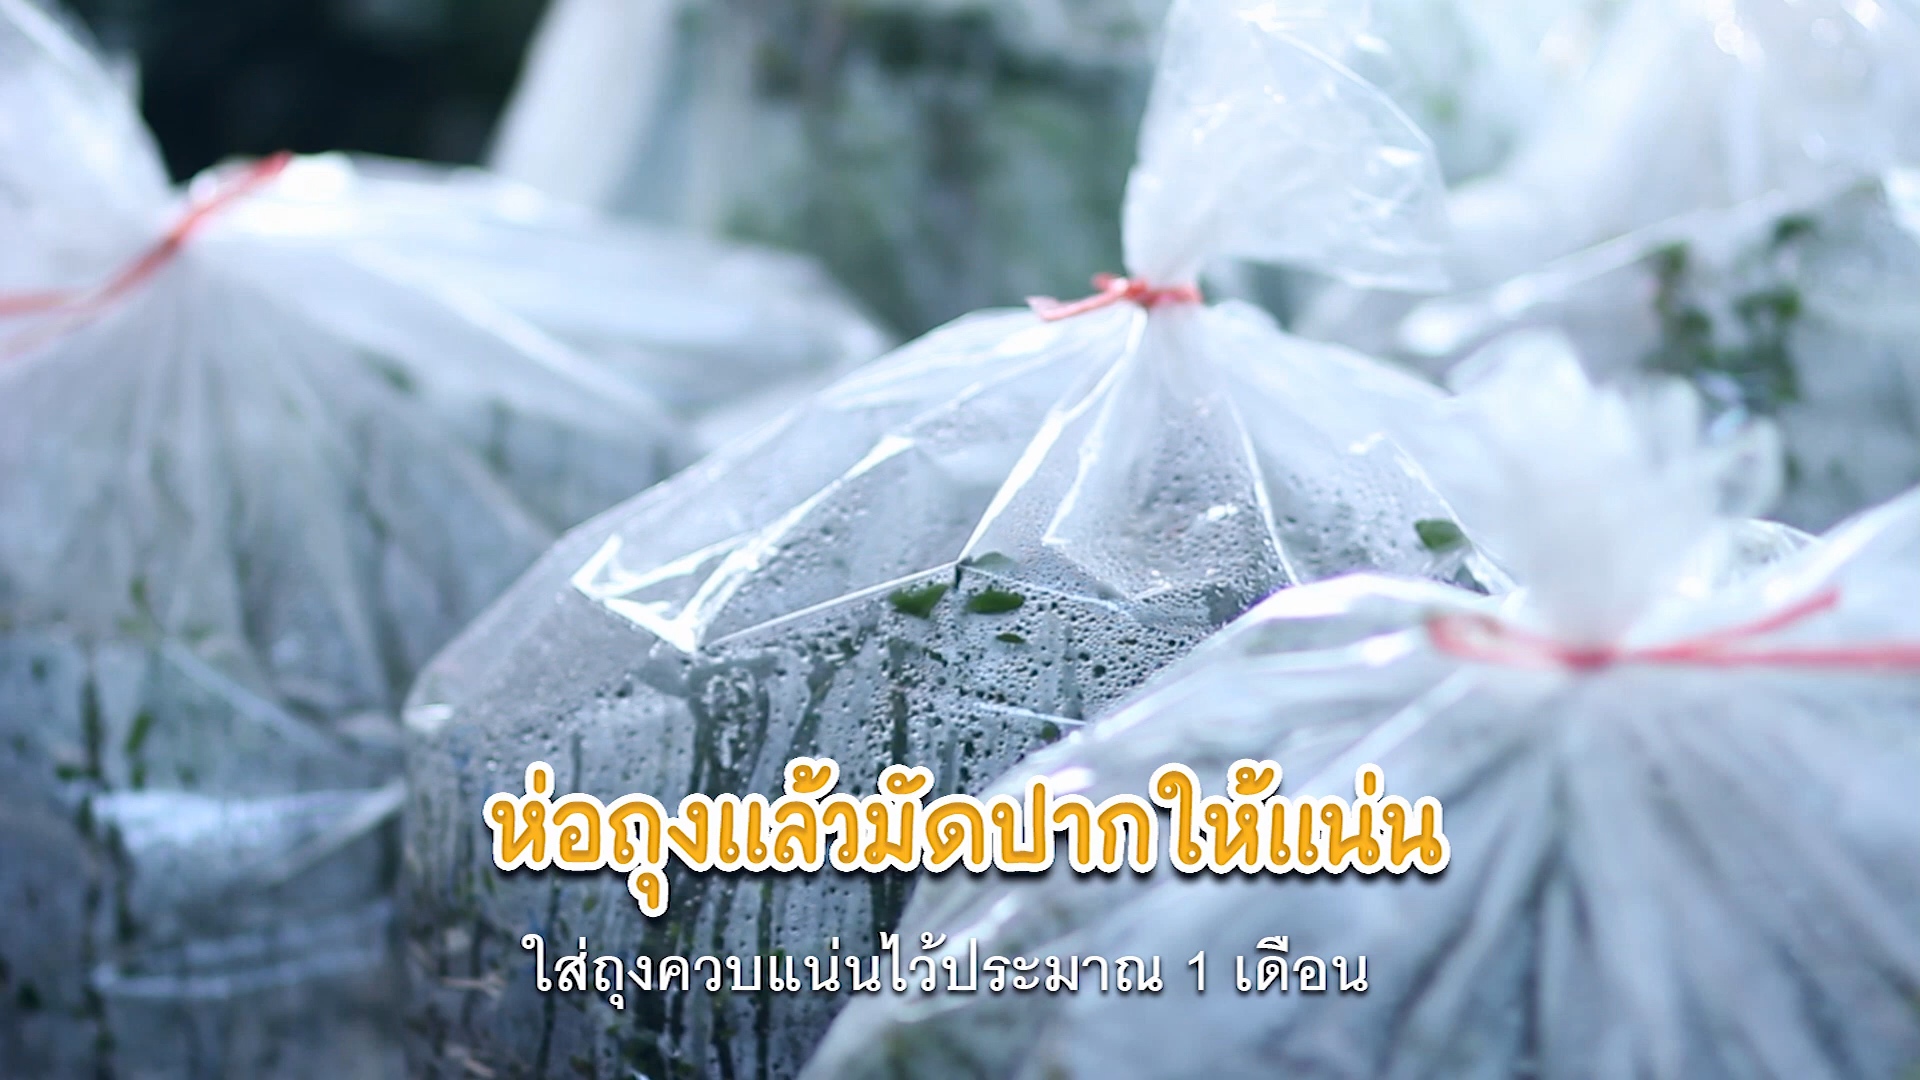 ห่อถุงแล้วมัดปากให้แน่น
ใส่ถุงควบแน่นไว้ประมาณ 1 เดือน